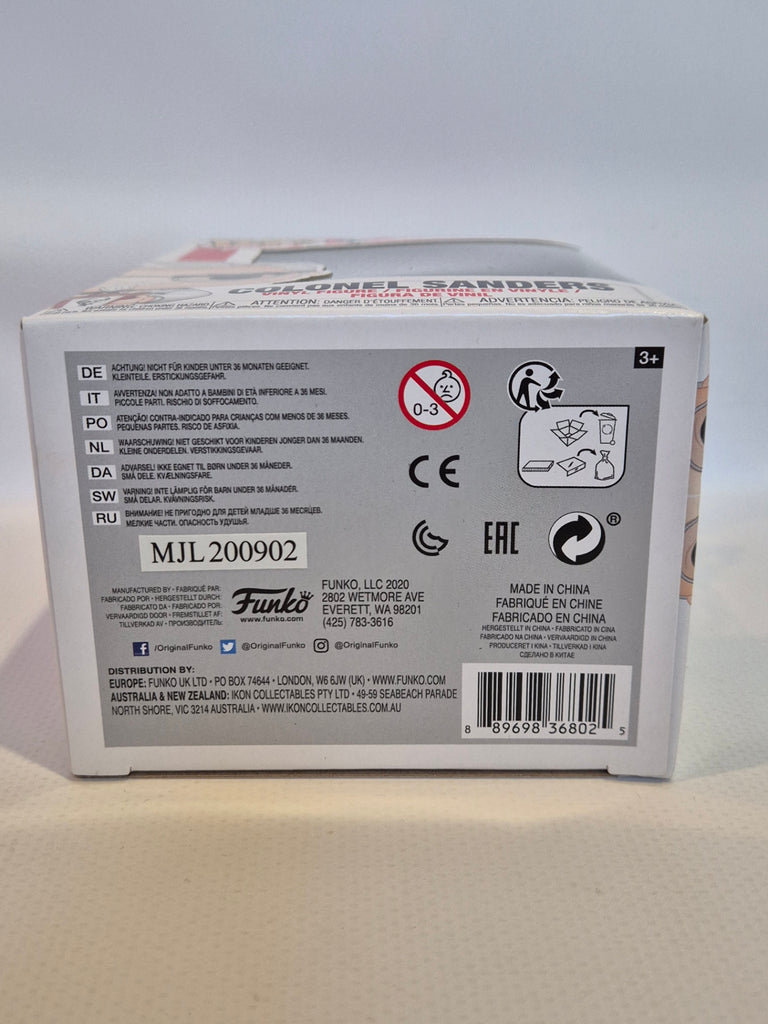 COLONEL SANDERS
VINYL FIGURE / FIGURINE EN VINYLE /
FIGURA DE VINIL
ATTENTION: DANGER D'ÉTOUFFEMENT
ADVERTENCIA: PELIGRO DE
3+
DE ACHTUNG! NICHT FÜR KINDER UNTER 36 MONATEN GEEIGNET.
KLEINTEILE. ERSTICKUNGSGEFAHR.
IT AVVERTENZA! NON ADATTO A BAMBINI DI ETÀ INFERIORE A 36 MESI.
PICCOLE PARTI. RISCHIO DI SOFFOCAMENTO.
PO ATENÇÃO! CONTRA-INDICADO PARA CRIANÇAS COM MENOS DE 36 MESES.
PEQUENAS PARTES. RISCO DE ASFIXIA.
NL WAARSCHUWING! NIET GESCHIKT VOOR KINDEREN JONGER DAN 36 MAANDEN.
KLEINE ONDERDELEN. VERSTIKKINGSGEVAAR.
DA ADVARSEL! IKKE EGNET TIL BØRN UNDER 36 MÅNEDER.
SMÅ DELE. KVÆLNINGSFARE.
SW VARNING! INTE LÄMPLIG FÖR BARN UNDER 36 MÅNADER.
SMÅ DELAR. KVÄVNINGSRISK.
RU ВНИМАНИЕ! НЕ ПРИГОДНО ДЛЯ ДЕТЕЙ МЛАДШЕ 36 МЕСЯЦЕВ.
МЕЛКИЕ ЧАСТИ. ОПАСНОСТЬ УДУШЬЯ.
0-3
CE
EAC
®
MJL 200902
MANUFACTURED BY • FABRIQUÉ PAR:
FABRICADO POR • HERGESTELLT DURCH:
FABBRICATO DA • FABRICADO POR:
VERVAARDIGD DOOR • FREMSTILLET AF:
TILLVERKAD AV • ПРОИЗВОДИТЕЛЬ:
Funko
www.funko.com
FUNKO, LLC 2020
2802 WETMORE AVE
EVERETT, WA 98201
(425) 783-3616
MADE IN CHINA
FABRIQUÉ EN CHINE
FABRICADO EN CHINA
HERGESTELLT IN CHINA • FABBRICATO IN CINA
FABRICADO NA CHINA • VERVAARDIGD IN CHINA
PRODUCERET I KINA • TILLVERKAD I KINA
СДЕЛАНО В КИТАЕ
/OriginalFunko @OriginalFunko @OriginalFunko
DISTRIBUTION BY:
EUROPE: FUNKO UK LTD • PO BOX 74644 • LONDON, W6 6JW (UK) • WWW.FUNKO.COM
AUSTRALIA & NEW ZEALAND: IKON COLLECTABLES PTY LTD • 49-59 SEABEACH PARADE
NORTH SHORE, VIC 3214 AUSTRALIA • WWW.IKONCOLLECTABLES.COM.AU
8 89698 36802 5